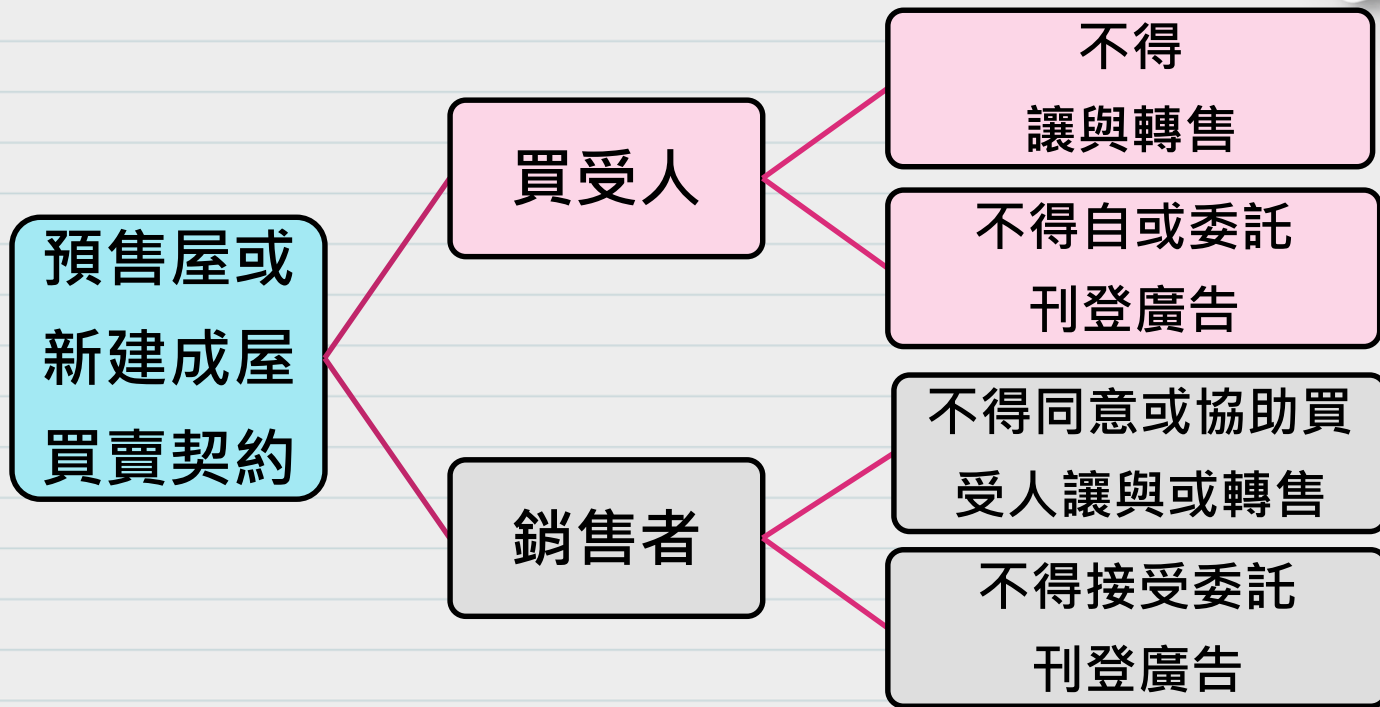 預售屋或
新建成屋
買賣契約
買受人
不得
讓與轉售
不得自或委託
刊登廣告
銷售者
不得同意或協助買
受人讓與或轉售
不得接受委託
刊登廣告